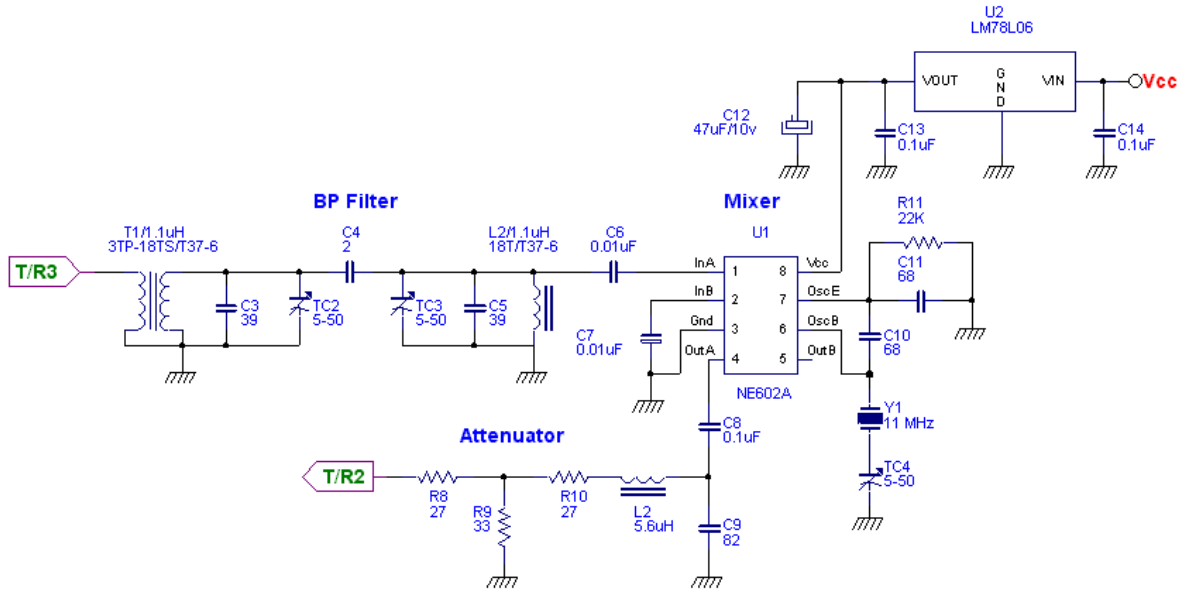 U2
LM78L06
VOUT
G
N
D
VIN
Vcc
C12
47uF/10v
C13
0.1uF
C14
0.1uF
BP Filter
Mixer
R11
22K
T1/1.1uH
3TP-18TS/T37-6
C4
2
L2/1.1uH
18T/T37-6
C6
0.01uF
U1
C11
68
T/R3
InA
1
8
Vcc
InB
2
7
OscE
C3
39
TC2
5-50
TC3
5-50
C5
39
Gnd
3
6
OscB
C7
0.01uF
C10
68
OutA
4
5
OutB
NE602A
Y1
11 MHz
C8
0.1uF
Attenuator
TC4
5-50
T/R2
R8
27
R9
33
R10
27
L2
5.6uH
C9
82